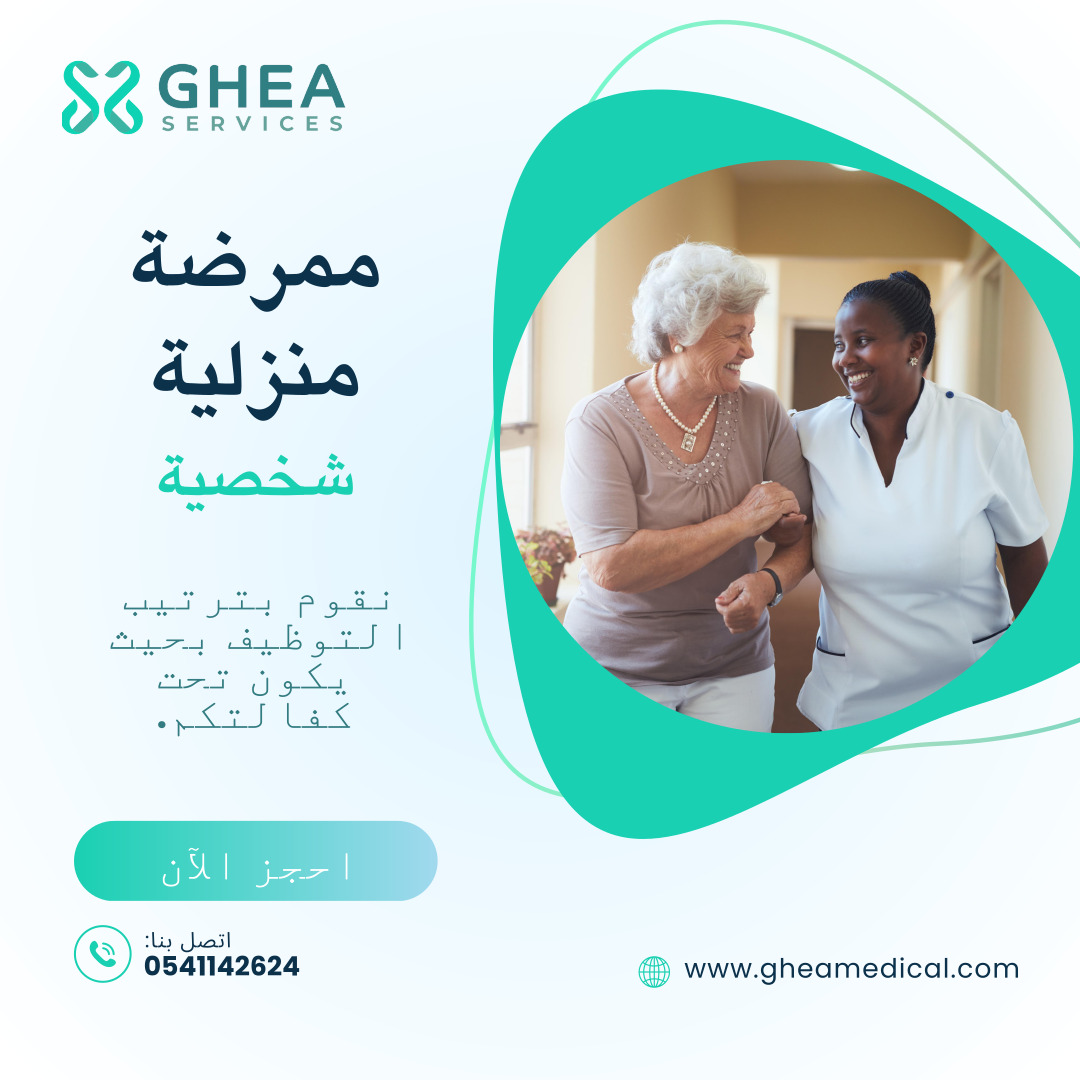 GHEA
SERVICES
ممرضة
منزلية
شخصية
نقوم بترتيب
التوظيف بحيث
يكون تحت
كفالتكم.
احجز الآن
اتصل بنا:
0541142624
www.gheamedical.com